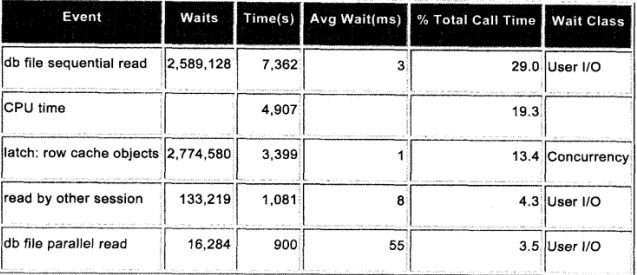 Event Waits Time(s) Avg Wait(ms) % Total Call Time Wait Class
db file sequential read 2,589,128 7,362 3 29.0 User I/O
CPU time 4,907 19.3
latch: row cache objects 2,774,580 3,399 1 13.4 Concurrency
read by other session 133,219 1,081 8 4.3 User I/O
db file parallel read 16,284 900 55 3.5 User I/O